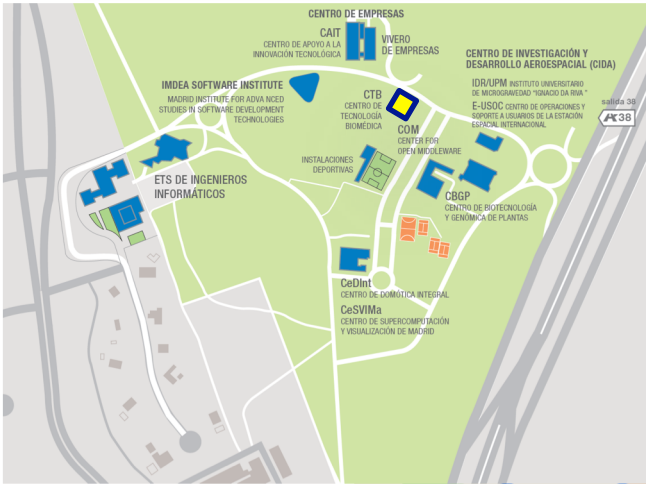 CENTRO DE EMPRESAS
CAIT
CENTRO DE APOYO A LA
INNOVACIÓN TECNOLÓGICA
VIVERO
DE EMPRESAS
CENTRO DE INVESTIGACIÓN Y
DESARROLLO AEROESPACIAL (CIDA)
IDR/UPM INSTITUTO UNIVERSITARIO
DE MICROGRAVEDAD "IGNACIO DA RIVA "
E-USOC CENTRO DE OPERACIONES Y
SOPORTE A USUARIOS DE LA ESTACIÓN
ESPACIAL INTERNACIONAL
salida 38
38
IMDEA SOFTWARE INSTITUTE
MADRID INSTITUTE FOR ADVA NCED
STUDIES IN SOFTWARE DEVELOPMENT
TECHNOLOGIES
CTB
CENTRO DE
TECNOLOGÍA
BIOMÉDICA
COM
CENTER FOR
OPEN MIDDLEWARE
INSTALACIONES
DEPORTIVAS
ETS DE INGENIEROS
INFORMÁTICOS
CBGP
CENTRO DE BIOTECNOLOGÍA
Y GENÓMICA DE PLANTAS
CeDInt
CENTRO DE DOMÓTICA INTEGRAL
CeSViMa
CENTRO DE SUPERCOMPUTACIÓN
Y VISUALIZACIÓN DE MADRID